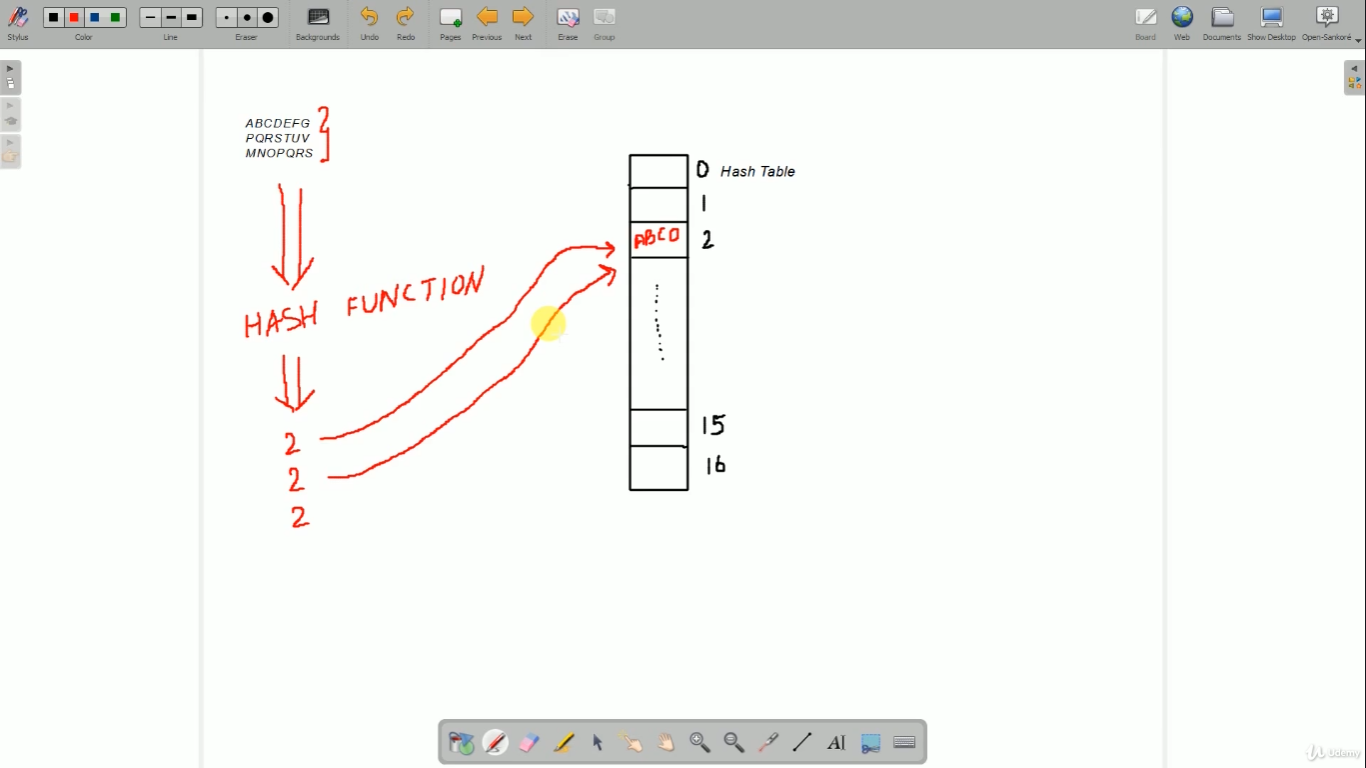 Stylus
Color
Line
Eraser
Backgrounds
Undo
Redo
Pages
Previous
Next
Erase
Group
Board
Web
Documents
Show Desktop
Open-Sankoré
ABCDEFG
PQRSTUV
MNOPQRS
0 Hash Table
1
ABCD 2
HASH FUNCTION
15
2
16
2
2
AI
Udemy